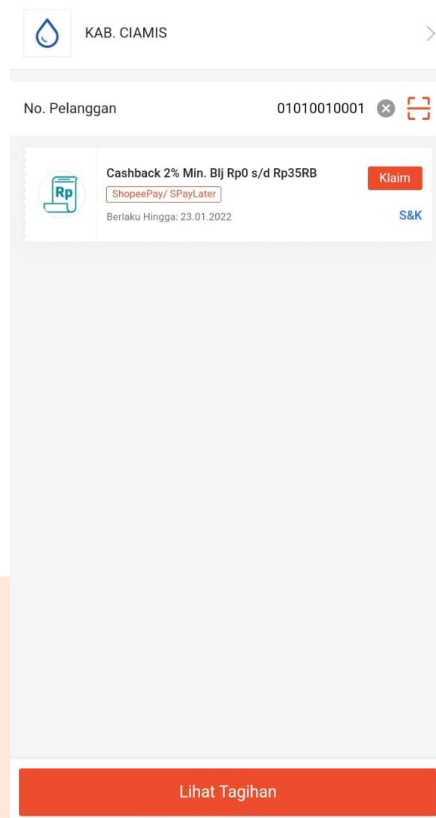 KAB. CIAMIS
No. Pelanggan 01010010001
Cashback 2% Min. Blj Rp0 s/d Rp35RB
Klaim
Rp
ShopeePay/ SPayLater
Berlaku Hingga: 23.01.2022
S&K
Lihat Tagihan